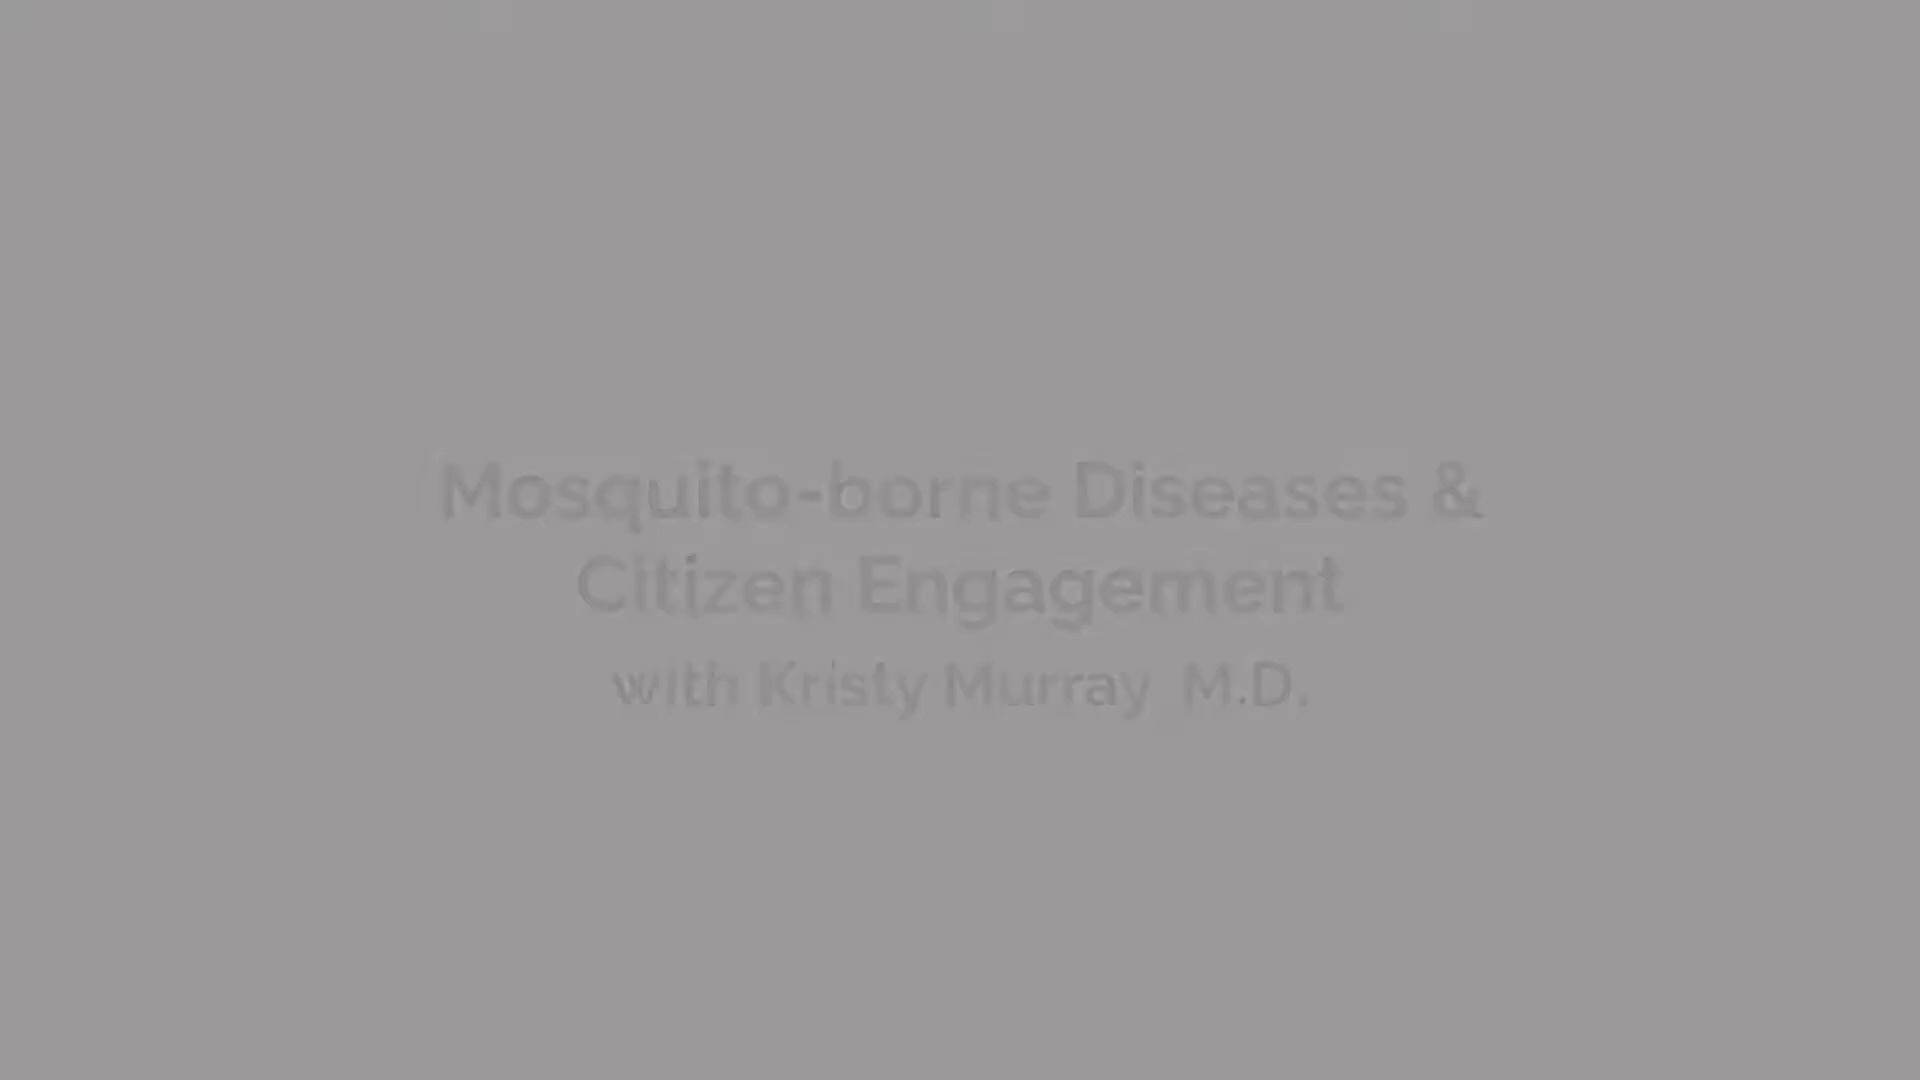 Mosquito-borne Diseases &
Citizen Engagement
with Kristy Murray M.D.